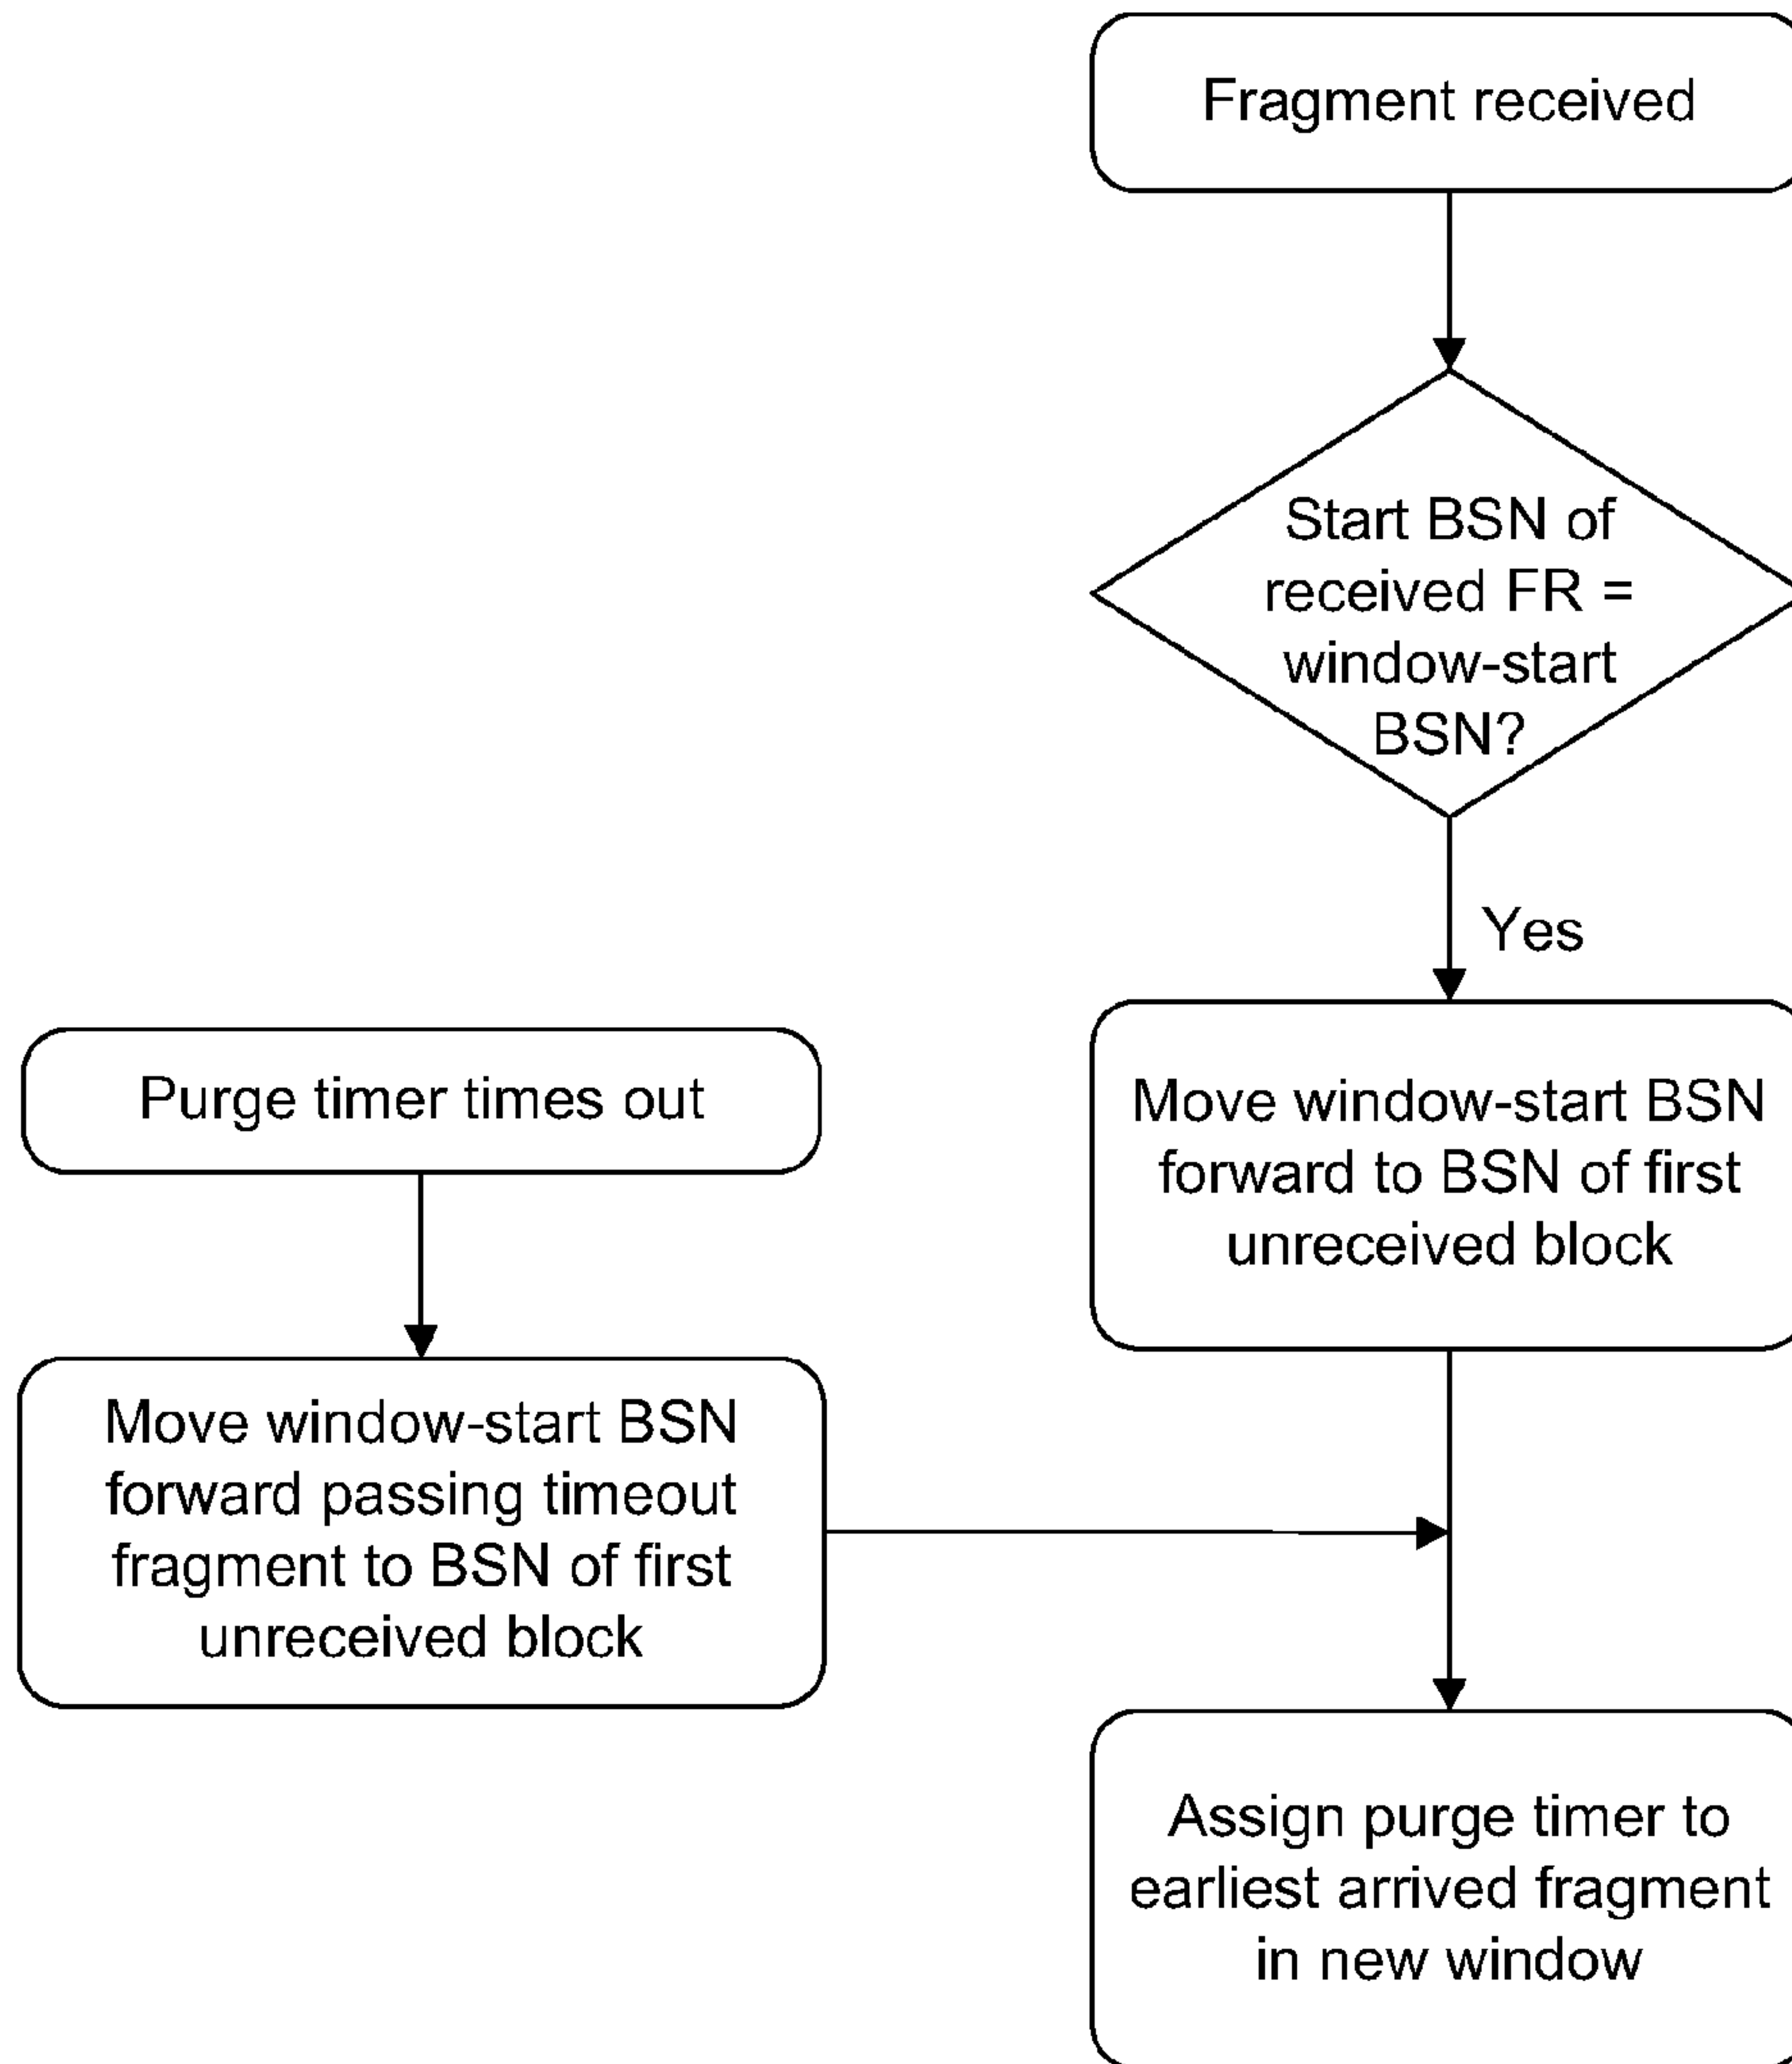 Fragment received
Start BSN of
received FR =
window-start
BSN?
Yes
Move window-start BSN
forward to BSN of first
unreceived block
Purge timer times out
Move window-start BSN
forward passing timeout
fragment to BSN of first
unreceived block
Assign purge timer to
earliest arrived fragment
in new window